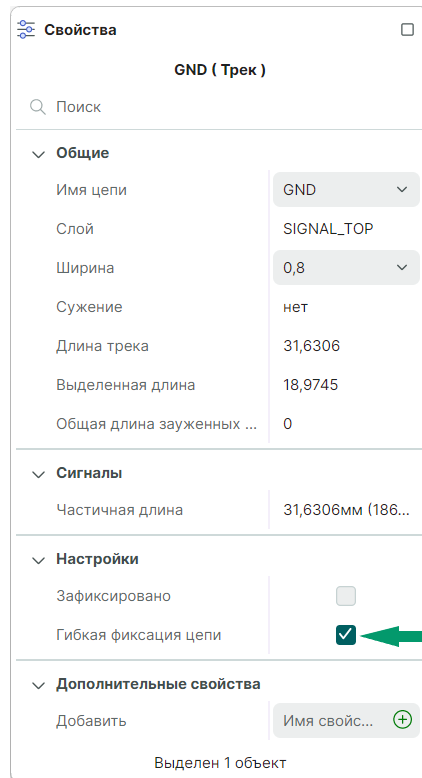 Свойства
GND ( Трек )
Поиск
Общие
Имя цепи GND
Слой SIGNAL_TOP
Ширина 0,8
Сужение нет
Длина трека 31,6306
Выделенная длина 18,9745
Общая длина зауженных ... 0
Сигналы
Частичная длина 31,6306мм (186...
Настройки
Зафиксировано
Гибкая фиксация цепи
Дополнительные свойства
Добавить Имя свойс...
Выделен 1 объект